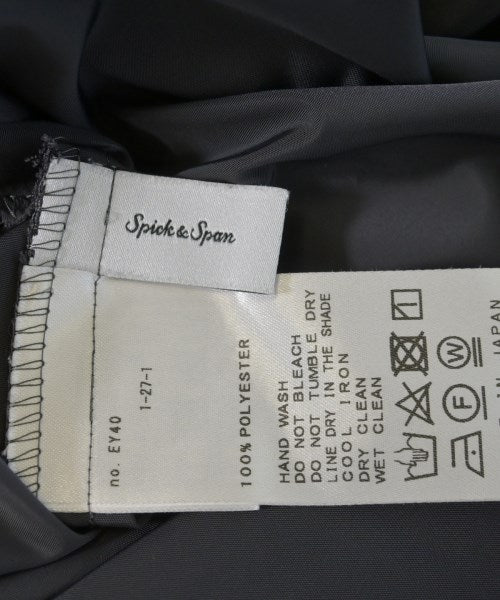 Spick & Span
no. EY40
1-27-1
100% POLYESTER
HAND WASH
DO NOT BLEACH
DO NOT TUMBLE DRY
LINE DRY IN THE SHADE
COOL IRON
DRY CLEAN
WET CLEAN
F
W
JAPAN